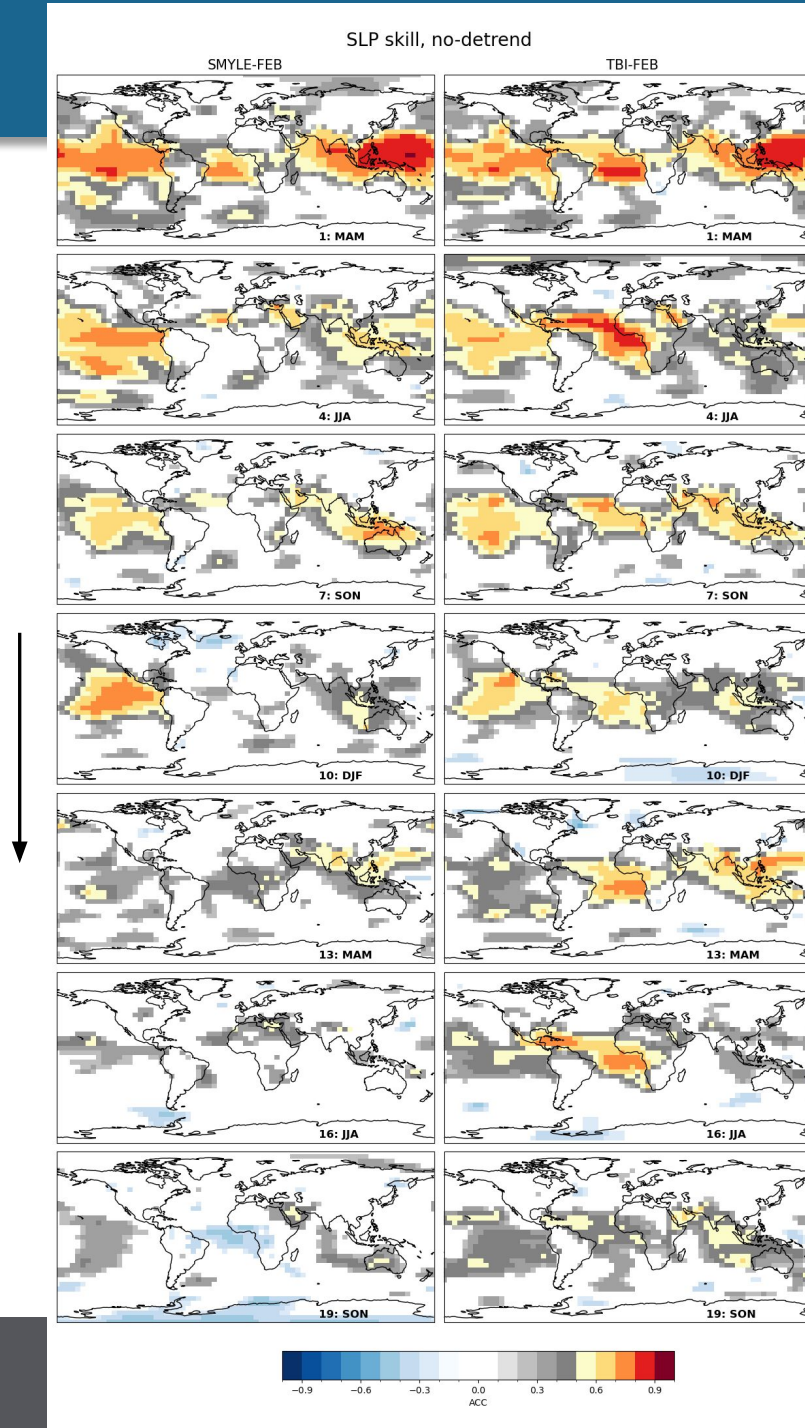 SLP skill, no-detrend
SMYLE-FEB TBI-FEB
1: MAM 1: MAM
4: JJA 4: JJA
7: SON 7: SON
10: DJF 10: DJF
13: MAM 13: MAM
16: JJA 16: JJA
19: SON 19: SON
−0.9 −0.6 −0.3 0.0 0.3 0.6 0.9
ACC